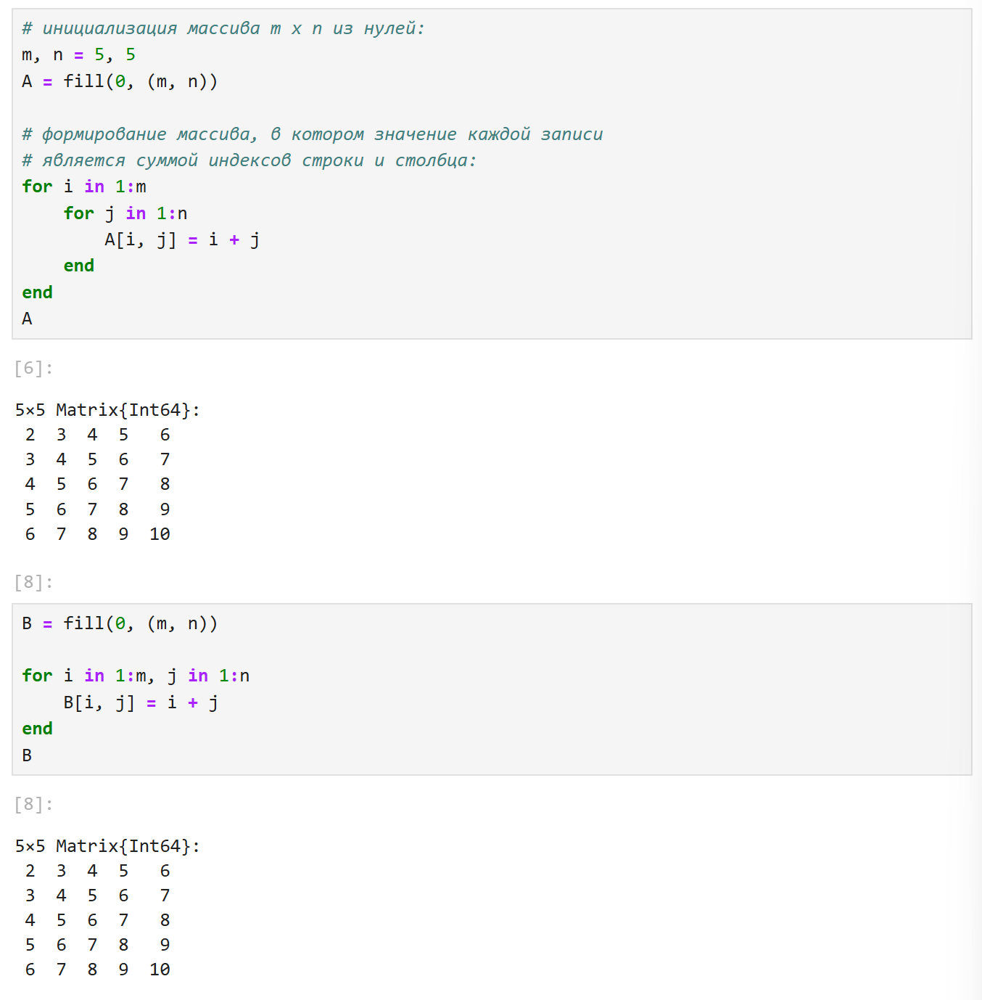 # инициализация массива m x n из нулей:
m, n = 5, 5
A = fill(0, (m, n))
# формирование массива, в котором значение каждой записи
# является суммой индексов строки и столбца:
for i in 1:m
    for j in 1:n
        A[i, j] = i + j
    end
end
A
[6]:
5×5 Matrix{Int64}:
 2  3  4  5   6
 3  4  5  6   7
 4  5  6  7   8
 5  6  7  8   9
 6  7  8  9  10
[8]:
B = fill(0, (m, n))
for i in 1:m, j in 1:n
    B[i, j] = i + j
end
B
[8]:
5×5 Matrix{Int64}:
 2  3  4  5   6
 3  4  5  6   7
 4  5  6  7   8
 5  6  7  8   9
 6  7  8  9  10